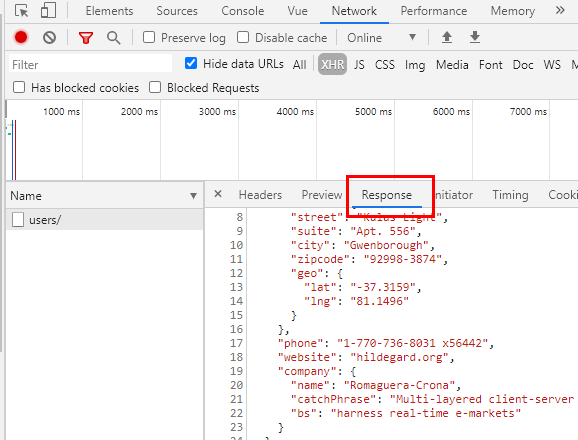 Elements Sources Console Vue Network Performance Memory »
Preserve log Disable cache Online ▼
Filter Hide data URLs All XHR JS CSS Img Media Font Doc WS M
Has blocked cookies Blocked Requests
1000 ms 2000 ms 3000 ms 4000 ms 5000 ms 6000 ms 7000 ms
Name ▼ × Headers Preview Response Initiator Timing Cooki
users/
8 "street": "Kulas Light",
9 "suite": "Apt. 556",
10 "city": "Gwenborough",
11 "zipcode": "92998-3874",
12 "geo": {
13 "lat": "-37.3159",
14 "lng": "81.1496"
15 }
16 },
17 "phone": "1-770-736-8031 x56442",
18 "website": "hildegard.org",
19 "company": {
20 "name": "Romaguera-Crona",
21 "catchPhrase": "Multi-layered client-server
22 "bs": "harness real-time e-markets"
23 }
24 }